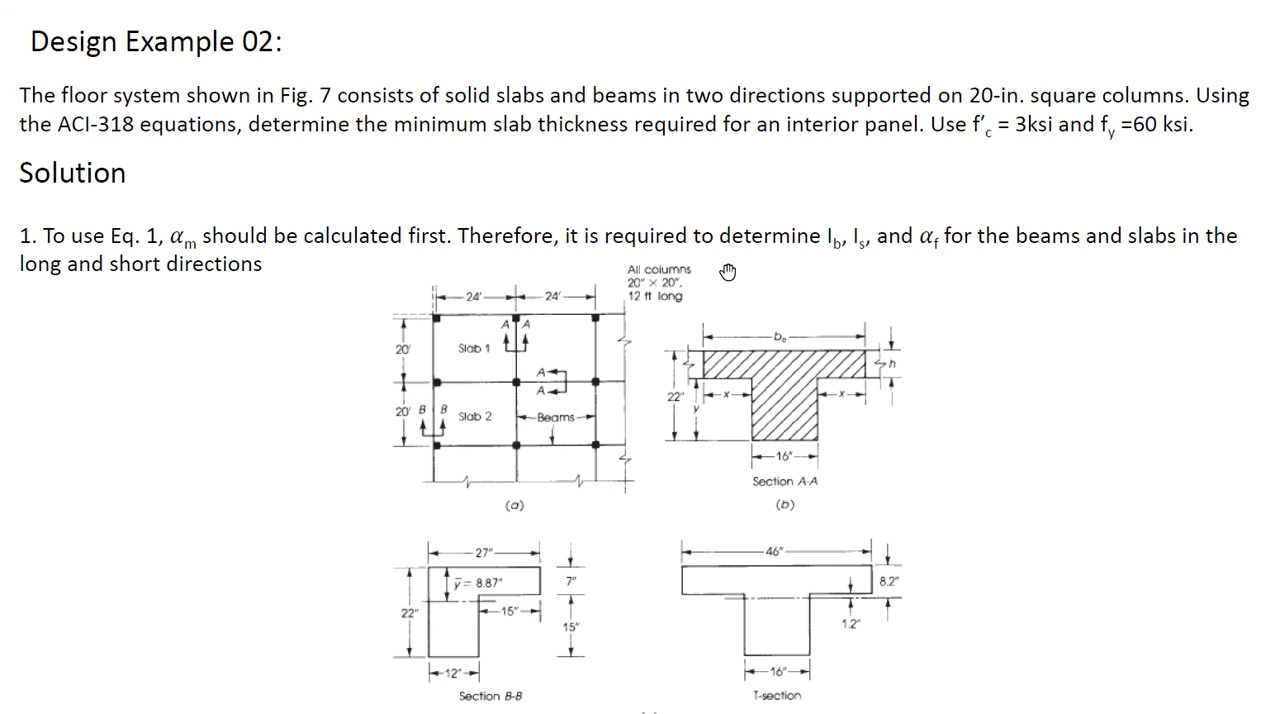 Design Example 02:
The floor system shown in Fig. 7 consists of solid slabs and beams in two directions supported on 20-in. square columns. Using
the ACI-318 equations, determine the minimum slab thickness required for an interior panel. Use f′c = 3ksi and fy =60 ksi.
Solution
1. To use Eq. 1, αm should be calculated first. Therefore, it is required to determine Ib, Is, and αf for the beams and slabs in the
long and short directions
All columns
20" × 20",
12 ft long
24' 24'
A A
20' Slab 1
A
A
20' B B Slab 2 Beams
(a)
be
h
22" x x
y
16"
Section A-A
(b)
27"
y̅ = 8.87" 7"
22" 15"
15"
12"
Section B-B
46"
8.2"
1.2"
16"
T-section